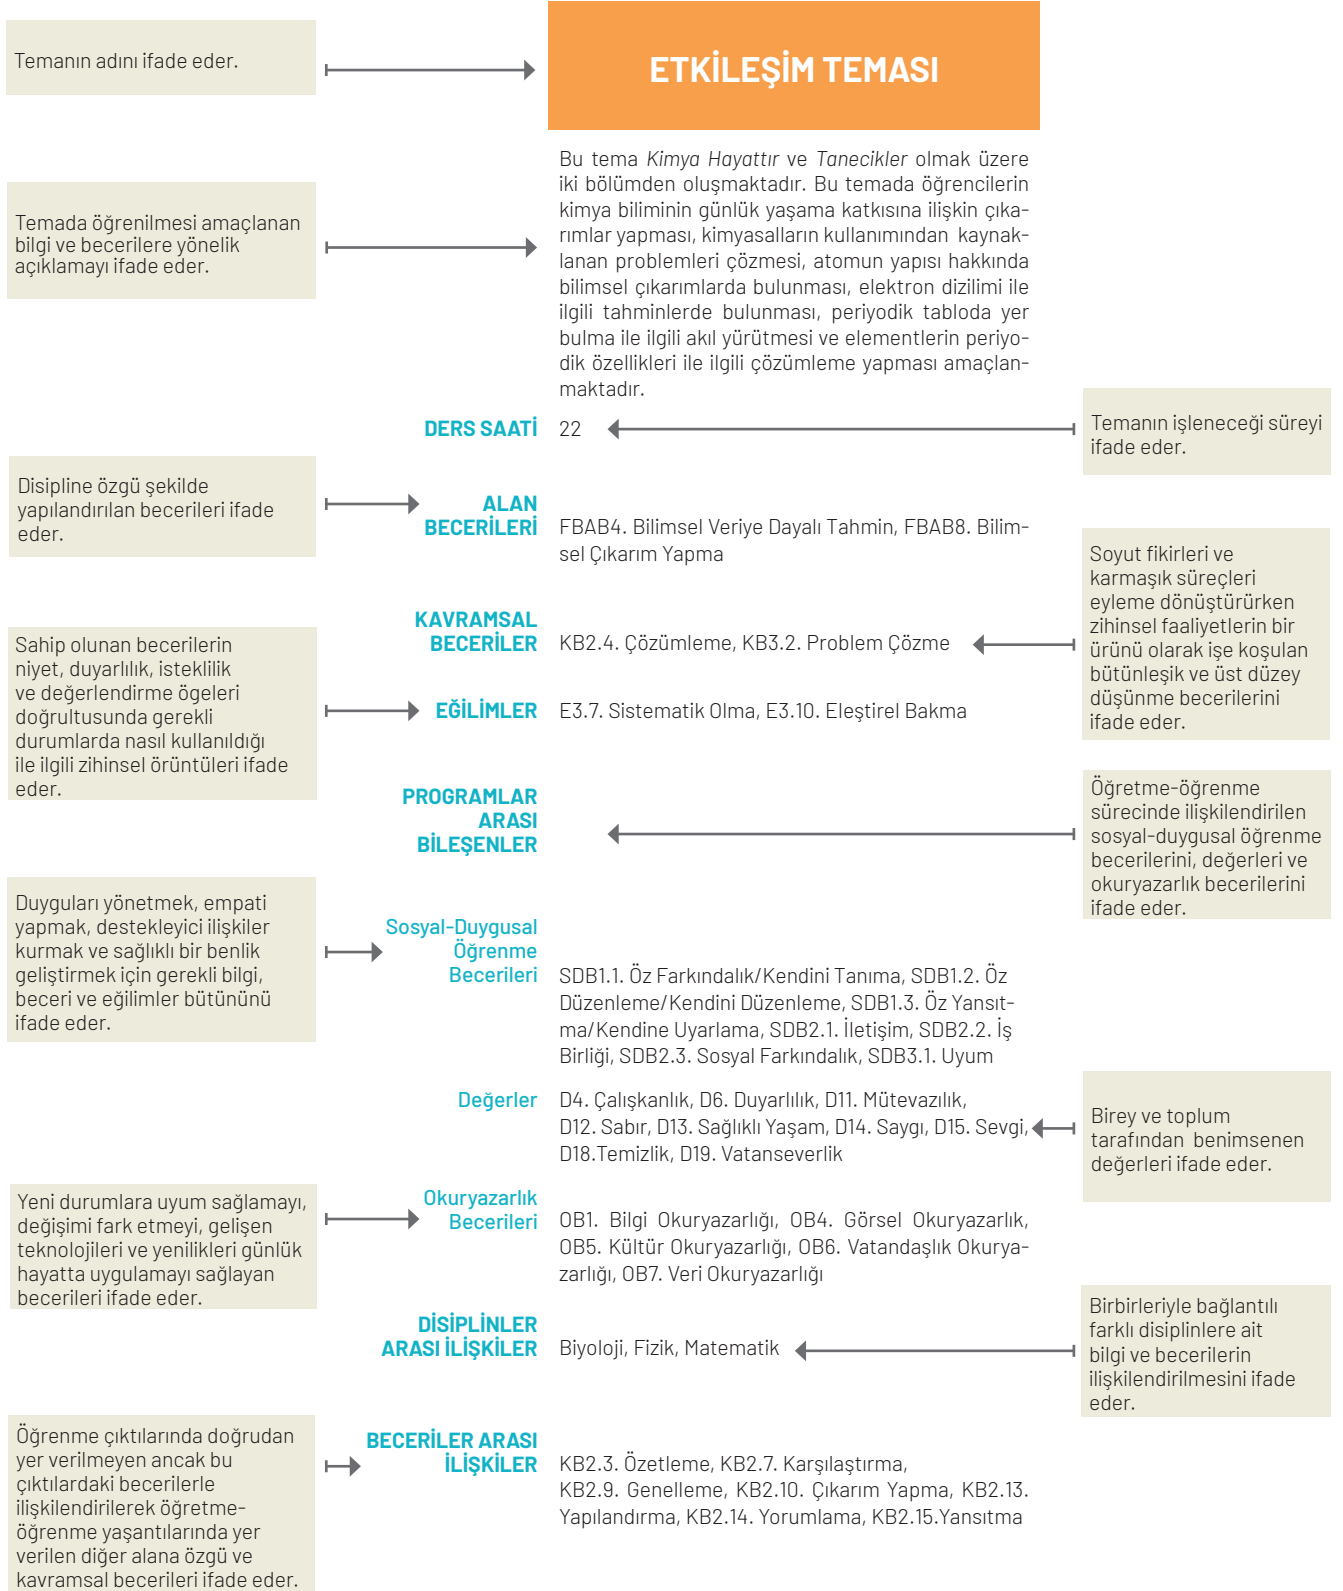 Temanın adını ifade eder.
ETKİLEŞİM TEMASI
Temada öğrenilmesi amaçlanan
bilgi ve becerilere yönelik
açıklamayı ifade eder.
Bu tema Kimya Hayattır ve Tanecikler olmak üzere
iki bölümden oluşmaktadır. Bu temada öğrencilerin
kimya biliminin günlük yaşama katkısına ilişkin çıka-
rımlar yapması, kimyasalların kullanımından kaynak-
lanan problemleri çözmesi, atomun yapısı hakkında
bilimsel çıkarımlarda bulunması, elektron dizilimi ile
ilgili tahminlerde bulunması, periyodik tabloda yer
bulma ile ilgili akıl yürütmesi ve elementlerin periyo-
dik özellikleri ile ilgili çözümleme yapması amaçlan-
maktadır.
DERS SAATİ
22
Temanın işleneceği süreyi
ifade eder.
Disipline özgü şekilde
yapılandırılan becerileri ifade
eder.
ALAN
BECERİLERİ
FBAB4. Bilimsel Veriye Dayalı Tahmin, FBAB8. Bilim-
sel Çıkarım Yapma
KAVRAMSAL
BECERİLER
KB2.4. Çözümleme, KB3.2. Problem Çözme
Soyut fikirleri ve
karmaşık süreçleri
eyleme dönüştürürken
zihinsel faaliyetlerin bir
ürünü olarak işe koşulan
bütünleşik ve üst düzey
düşünme becerilerini
ifade eder.
Sahip olunan becerilerin
niyet, duyarlılık, isteklilik
ve değerlendirme ögeleri
doğrultusunda gerekli
durumlarda nasıl kullanıldığı
ile ilgili zihinsel örüntüleri ifade
eder.
EĞİLİMLER
E3.7. Sistematik Olma, E3.10. Eleştirel Bakma
PROGRAMLAR
ARASI
BİLEŞENLER
Öğretme-öğrenme
sürecinde ilişkilendirilen
sosyal-duygusal öğrenme
becerilerini, değerleri ve
okuryazarlık becerilerini
ifade eder.
Duyguları yönetmek, empati
yapmak, destekleyici ilişkiler
kurmak ve sağlıklı bir benlik
geliştirmek için gerekli bilgi,
beceri ve eğilimler bütününü
ifade eder.
Sosyal-Duygusal
Öğrenme
Becerileri
SDB1.1. Öz Farkındalık/Kendini Tanıma, SDB1.2. Öz
Düzenleme/Kendini Düzenleme, SDB1.3. Öz Yansıt-
ma/Kendine Uyarlama, SDB2.1. İletişim, SDB2.2. İş
Birliği, SDB2.3. Sosyal Farkındalık, SDB3.1. Uyum
Değerler
D4. Çalışkanlık, D6. Duyarlılık, D11. Mütevazılık,
D12. Sabır, D13. Sağlıklı Yaşam, D14. Saygı, D15. Sevgi,
D18.Temizlik, D19. Vatanseverlik
Birey ve toplum
tarafından benimsenen
değerleri ifade eder.
Yeni durumlara uyum sağlamayı,
değişimi fark etmeyi, gelişen
teknolojileri ve yenilikleri günlük
hayatta uygulamayı sağlayan
becerileri ifade eder.
Okuryazarlık
Becerileri
OB1. Bilgi Okuryazarlığı, OB4. Görsel Okuryazarlık,
OB5. Kültür Okuryazarlığı, OB6. Vatandaşlık Okurya-
zarlığı, OB7. Veri Okuryazarlığı
DİSİPLİNLER
ARASI İLİŞKİLER
Biyoloji, Fizik, Matematik
Birbirleriyle bağlantılı
farklı disiplinlere ait
bilgi ve becerilerin
ilişkilendirilmesini ifade
eder.
Öğrenme çıktılarında doğrudan
yer verilmeyen ancak bu
çıktılardaki becerilerle
ilişkilendirilerek öğretme-
öğrenme yaşantılarında yer
verilen diğer alana özgü ve
kavramsal becerileri ifade eder.
BECERİLER ARASI
İLİŞKİLER
KB2.3. Özetleme, KB2.7. Karşılaştırma,
KB2.9. Genelleme, KB2.10. Çıkarım Yapma, KB2.13.
Yapılandırma, KB2.14. Yorumlama, KB2.15.Yansıtma